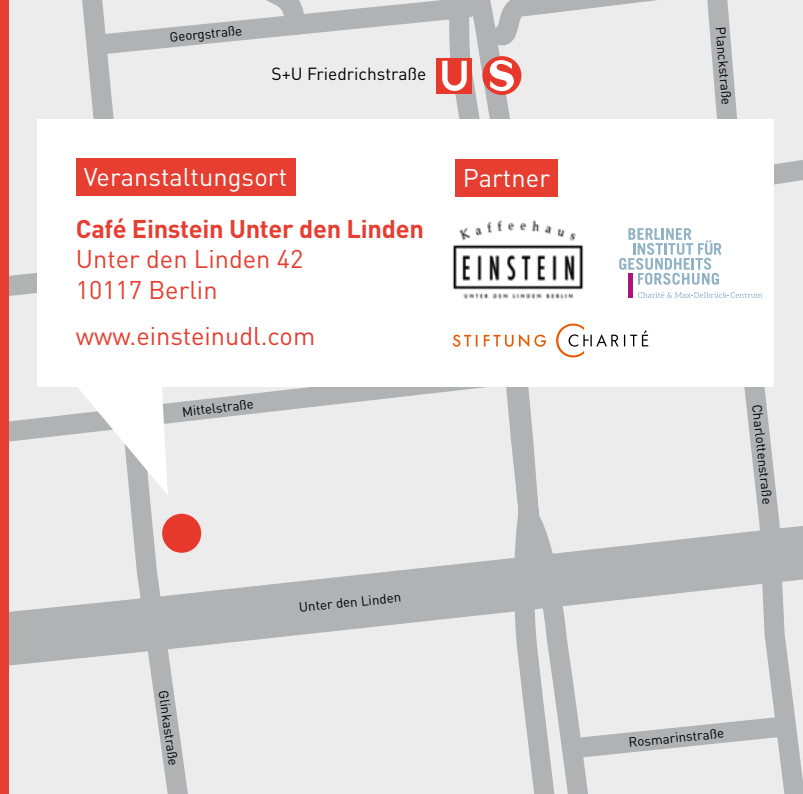 Georgstraße
Planckstraße
S+U Friedrichstraße U S
Veranstaltungsort
Café Einstein Unter den Linden
Unter den Linden 42
10117 Berlin
www.einsteinudl.com
Partner
Kaffeehaus
EINSTEIN
UNTER DEN LINDEN BERLIN
BERLINER
INSTITUT FÜR
GESUNDHEITS
FORSCHUNG
Charité & Max-Delbrück-Centrum
STIFTUNG CHARITÉ
Mittelstraße
Charlottenstraße
Unter den Linden
Glinkastraße
Rosmarinstraße